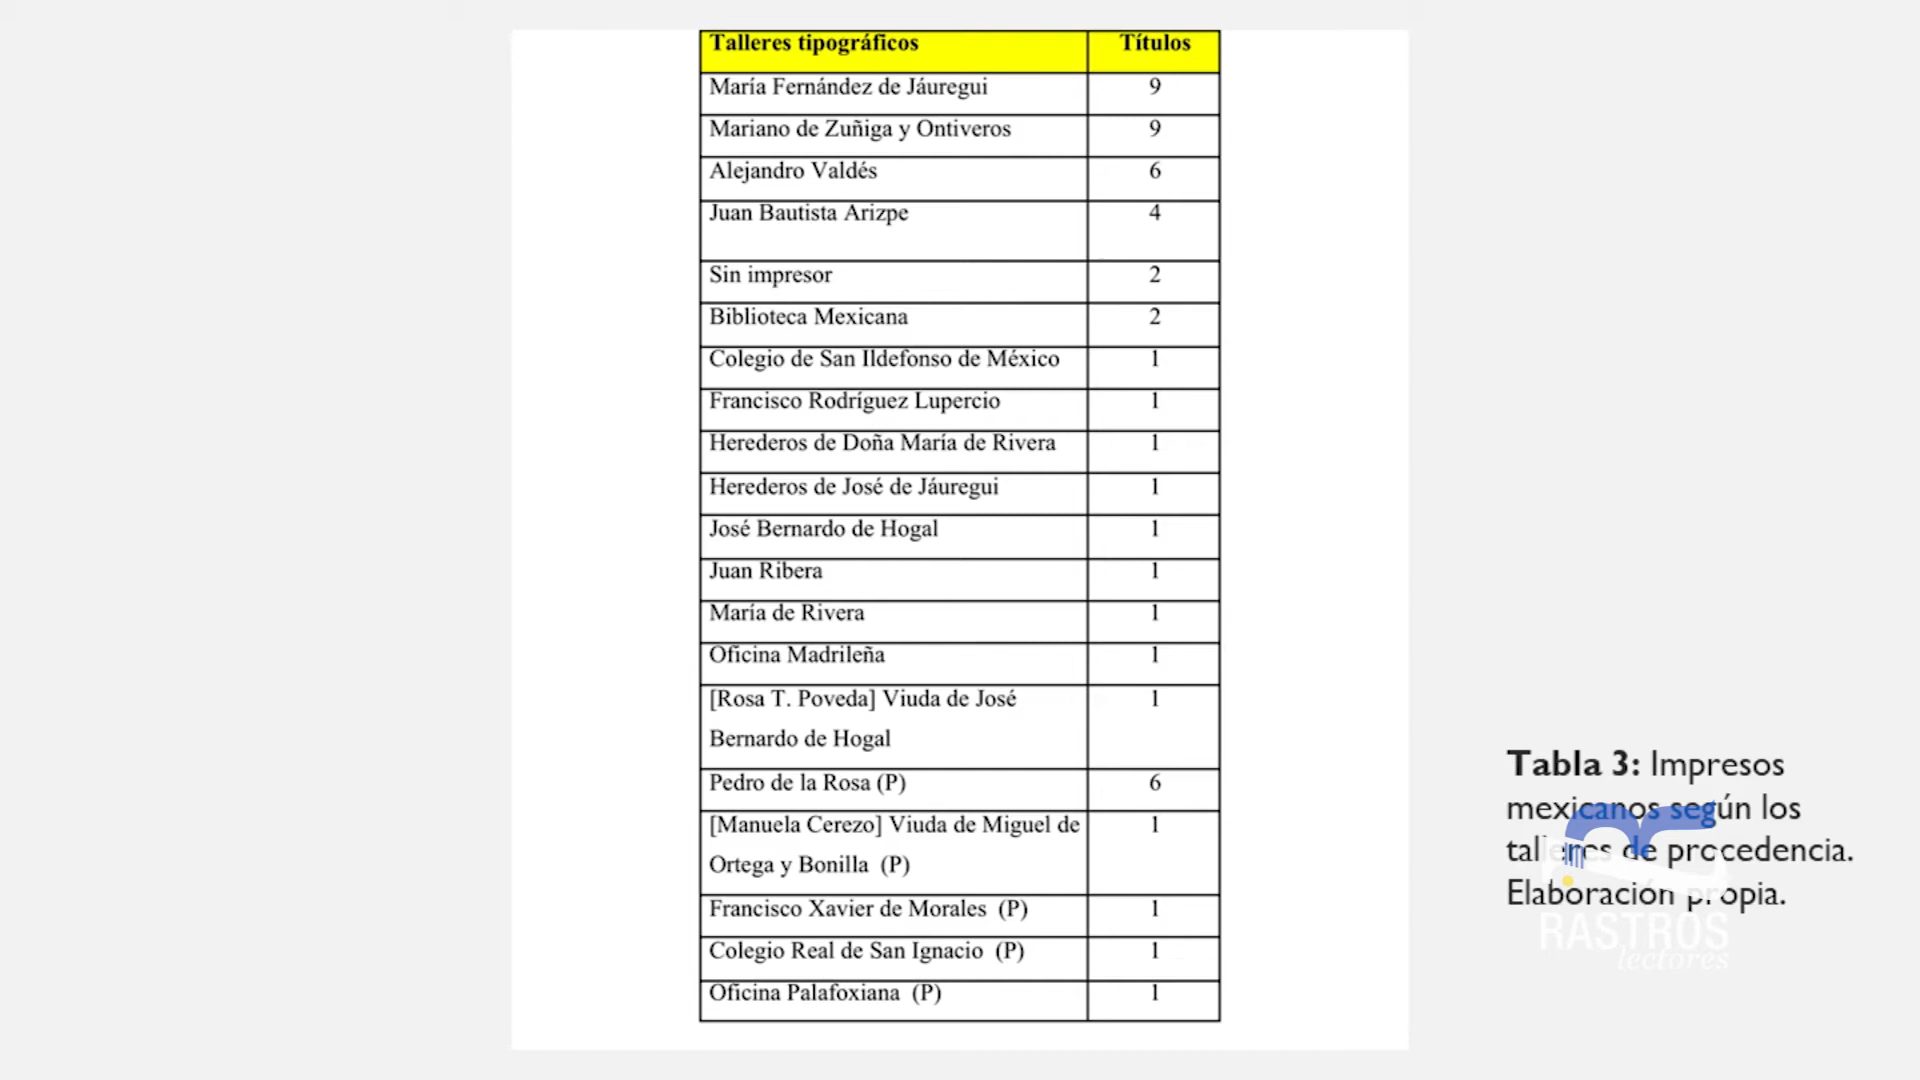 Talleres tipográficos Títulos
María Fernández de Jáuregui 9
Mariano de Zuñiga y Ontiveros 9
Alejandro Valdés 6
Juan Bautista Arizpe 4
Sin impresor 2
Biblioteca Mexicana 2
Colegio de San Ildefonso de México 1
Francisco Rodríguez Lupercio 1
Herederos de Doña María de Rivera 1
Herederos de José de Jáuregui 1
José Bernardo de Hogal 1
Juan Ribera 1
María de Rivera 1
Oficina Madrileña 1
[Rosa T. Poveda] Viuda de José 1
Bernardo de Hogal
Pedro de la Rosa (P) 6
[Manuela Cerezo] Viuda de Miguel de 1
Ortega y Bonilla (P)
Francisco Xavier de Morales (P) 1
Colegio Real de San Ignacio (P) 1
Oficina Palafoxiana (P) 1
Tabla 3: Impresos
mexicanos según los
talleres de procedencia.
Elaboración propia.
RASTROS
lectores